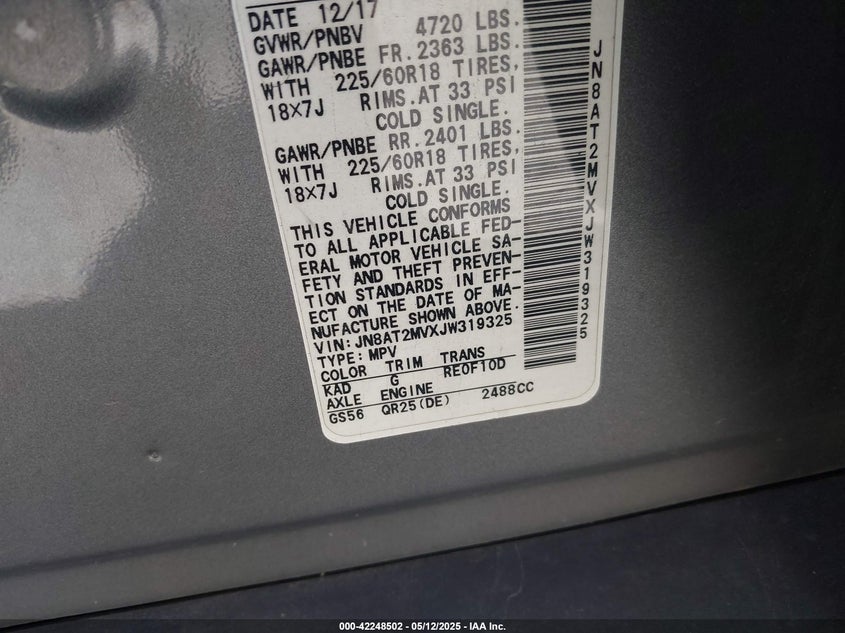 DATE 12/17
GVWR/PNBV 4720 LBS.
GAWR/PNBE FR. 2363 LBS.
WITH 225/60R18 TIRES,
18×7J RIMS.AT 33 PSI
COLD SINGLE.
GAWR/PNBE RR. 2401 LBS.
WITH 225/60R18 TIRES,
18×7J RIMS.AT 33 PSI
COLD SINGLE.
THIS VEHICLE CONFORMS
TO ALL APPLICABLE FED-
ERAL MOTOR VEHICLE SA-
FETY AND THEFT PREVEN-
TION STANDARDS IN EFF-
ECT ON THE DATE OF MA-
NUFACTURE SHOWN ABOVE.
VIN: JN8AT2MVXJW319325
TYPE: MPV
COLOR TRIM TRANS
KAD G RE0F10D
AXLE ENGINE
GS56 QR25(DE) 2488CC
JN8AT2MVXJW319325
000-42248502 - 05/12/2025 - IAA Inc.